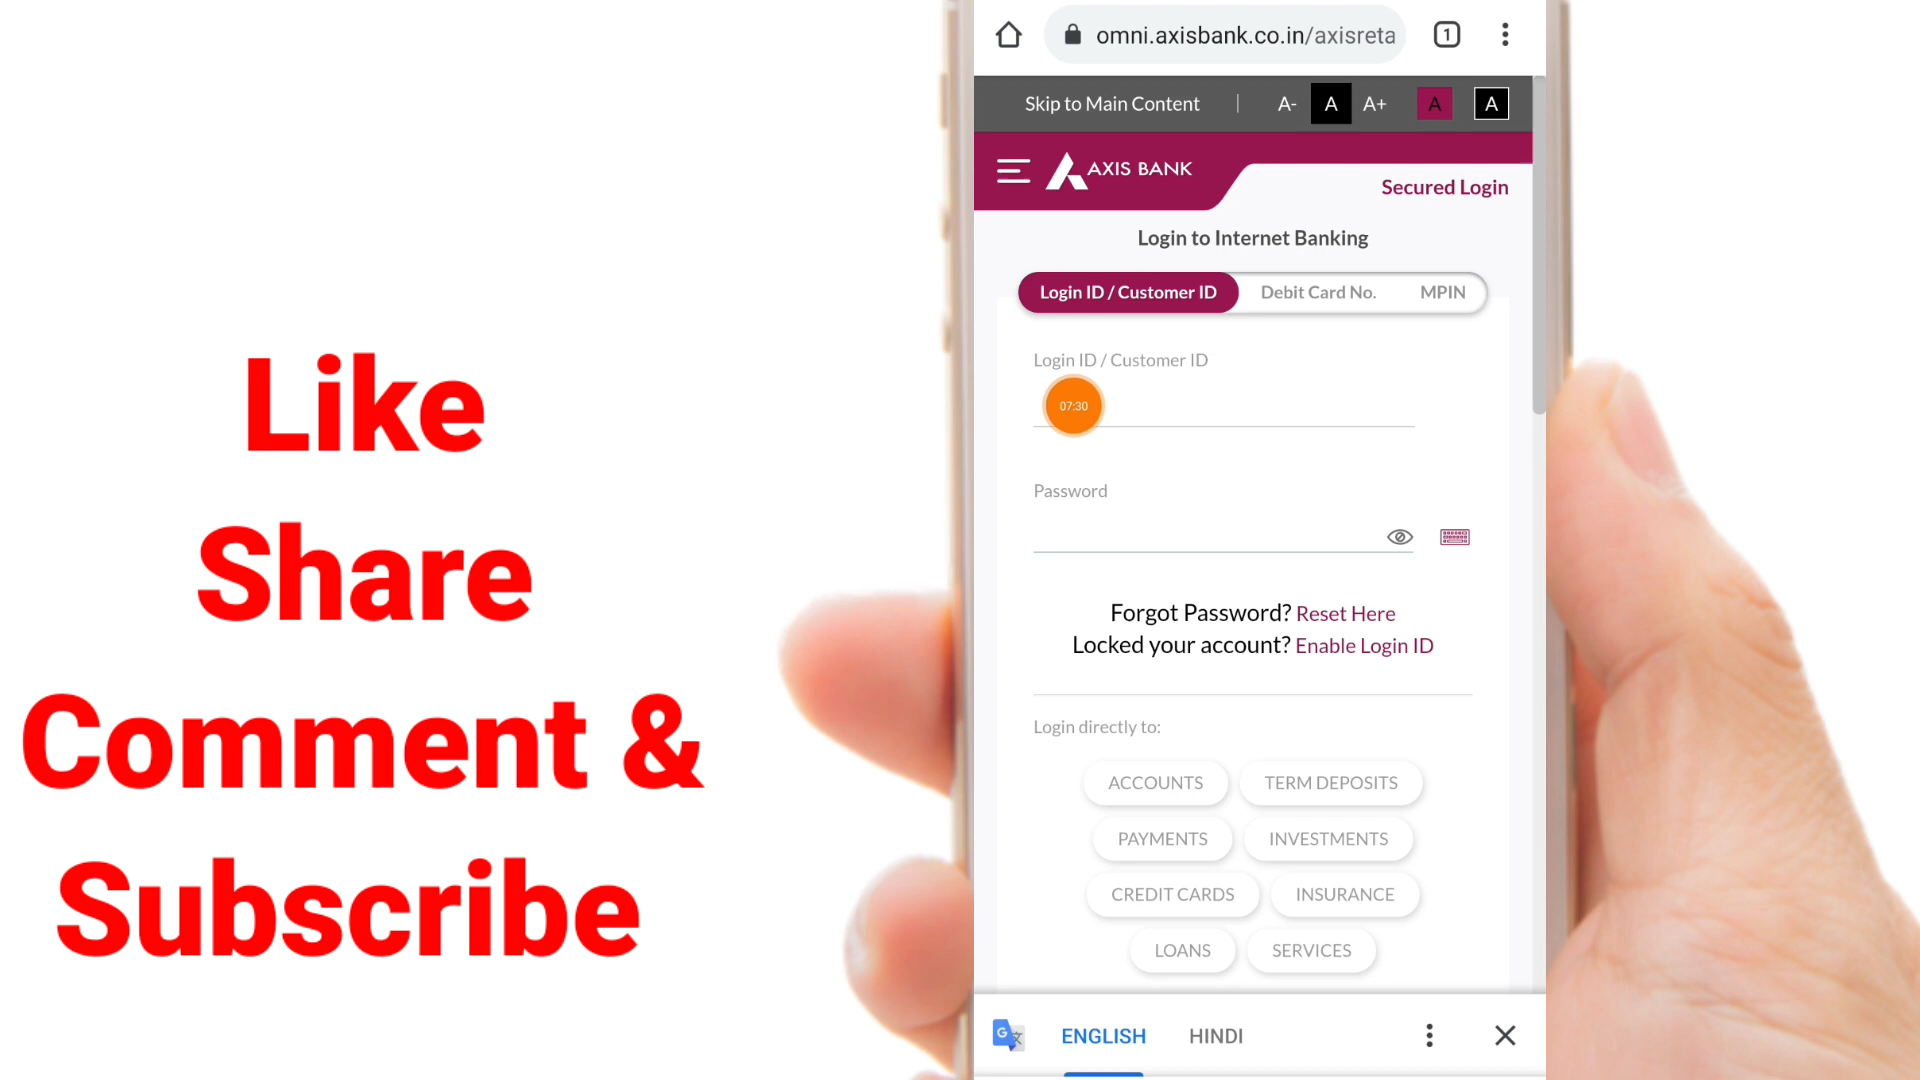 Like
Share
Comment &
Subscribe
omni.axisbank.co.in/axisreta
1
Skip to Main Content | A- A A+ A A
AXIS BANK
Secured Login
Login to Internet Banking
Login ID / Customer ID Debit Card No. MPIN
Login ID / Customer ID
07:30
Password
Forgot Password? Reset Here
Locked your account? Enable Login ID
Login directly to:
ACCOUNTS TERM DEPOSITS
PAYMENTS INVESTMENTS
CREDIT CARDS INSURANCE
LOANS SERVICES
G文 ENGLISH HINDI